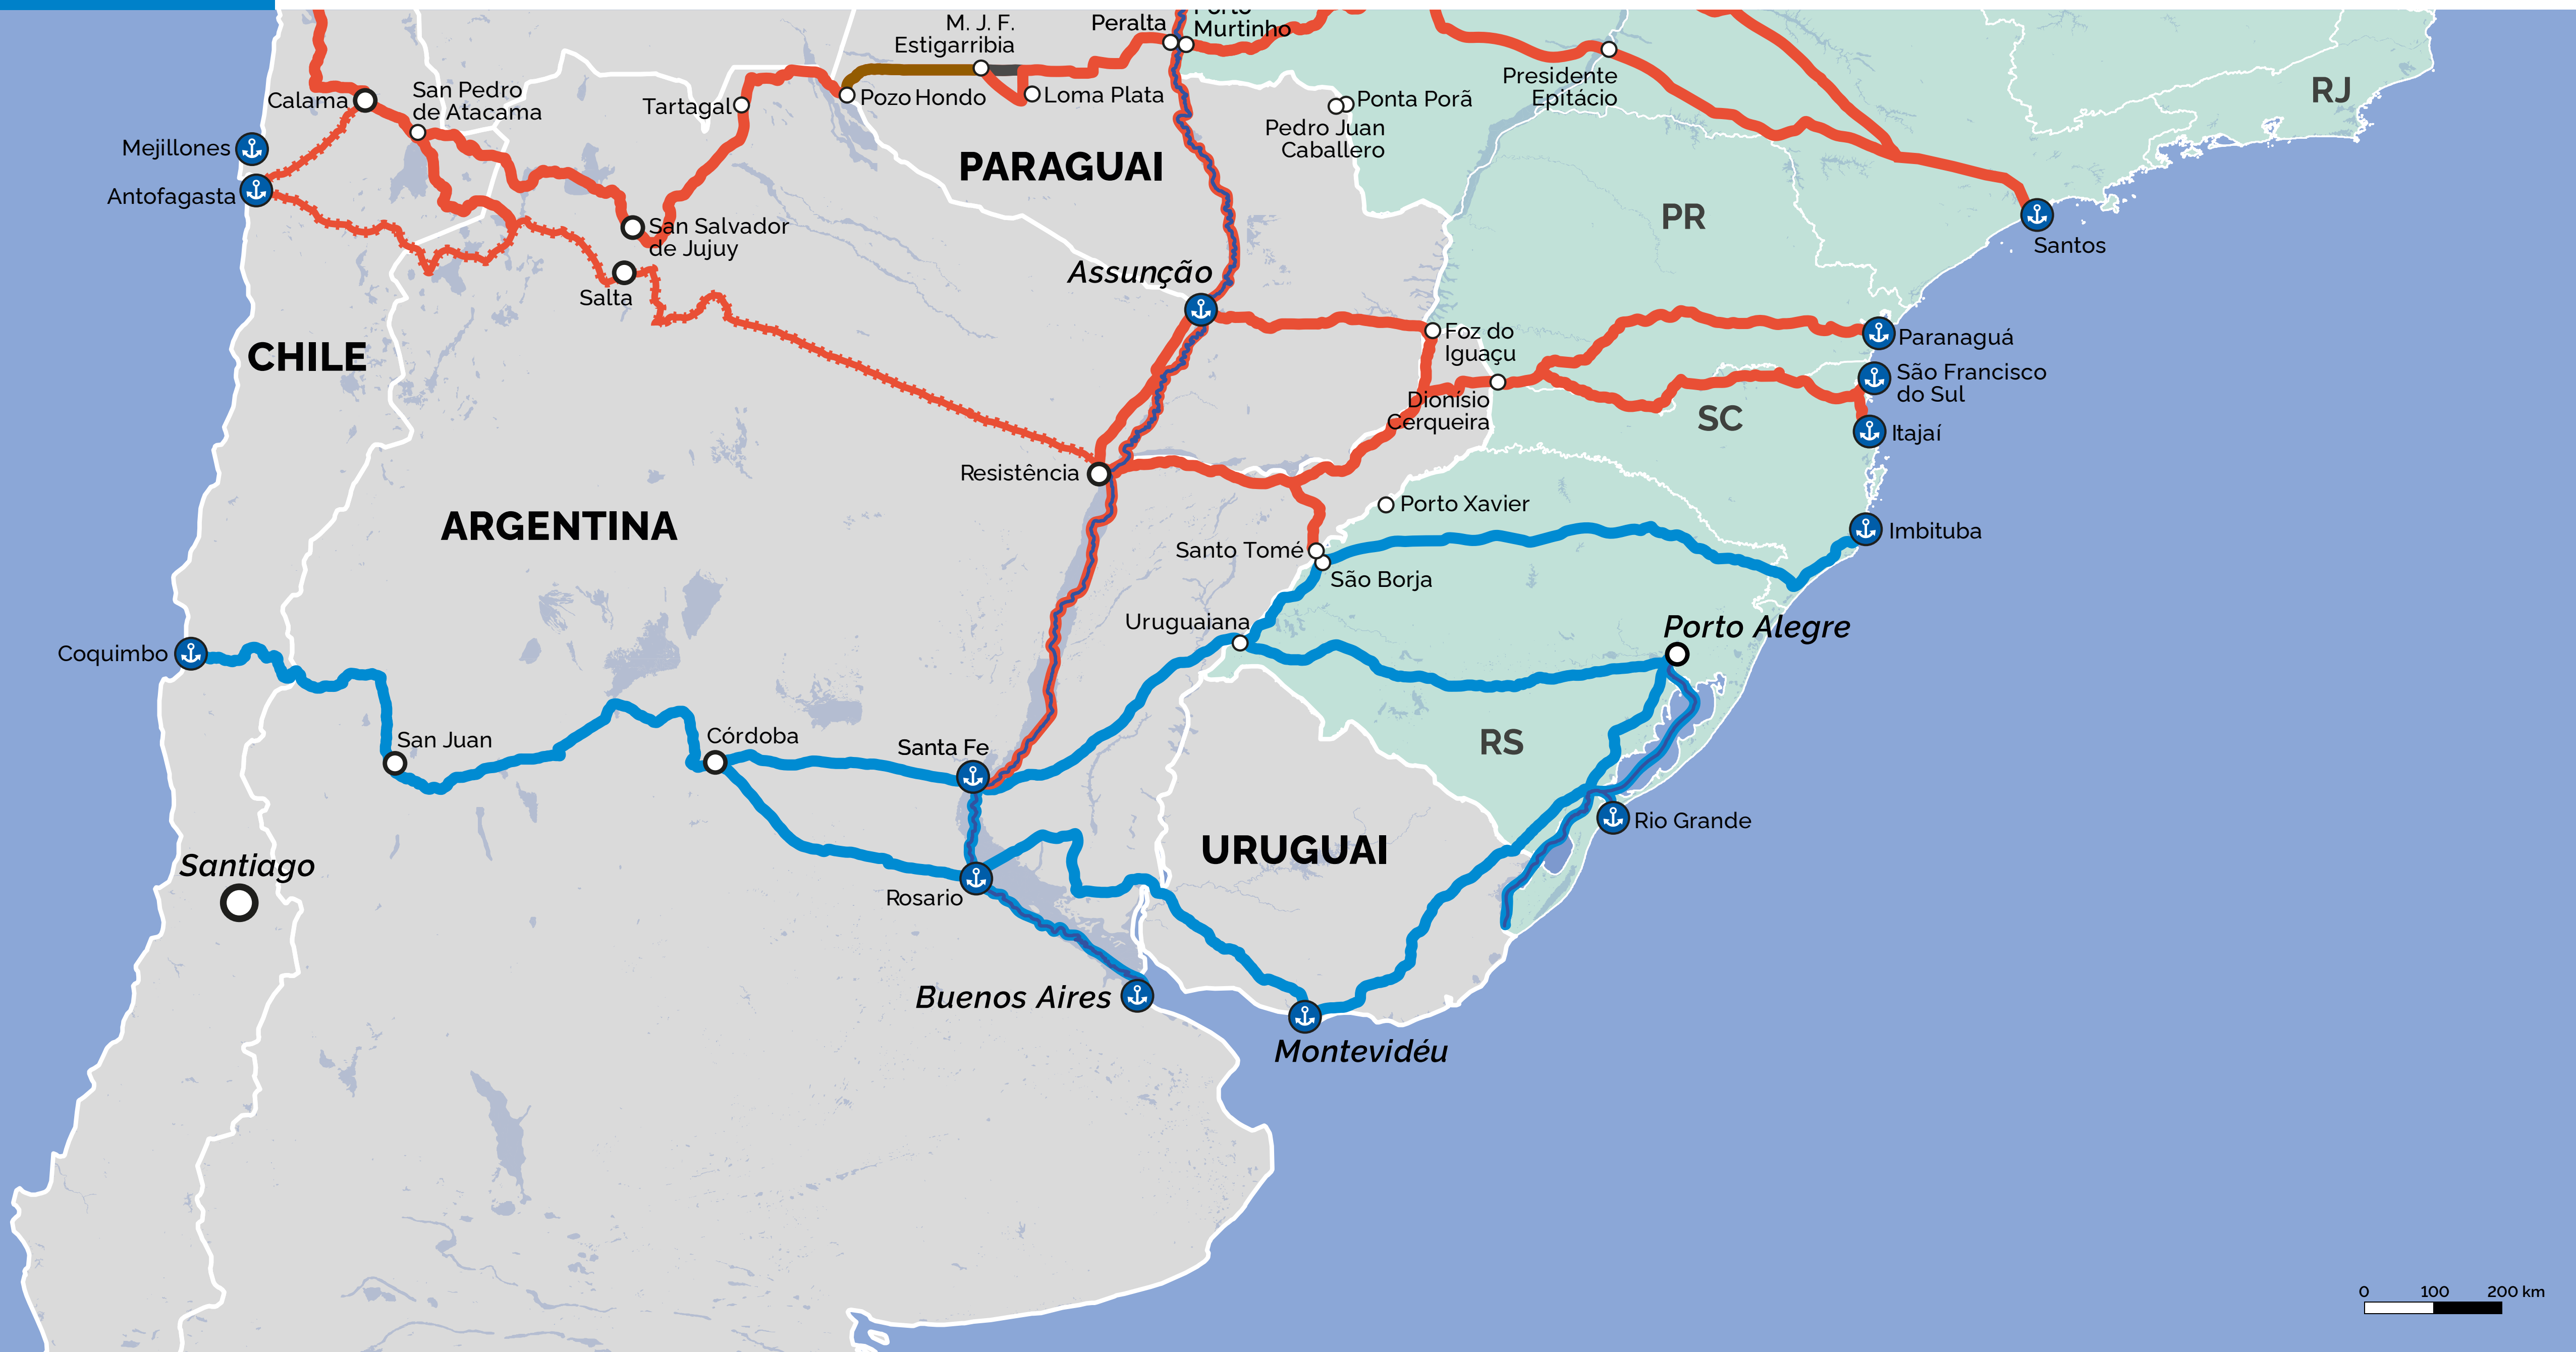 Porto
Murtinho
Peralta
M. J. F.
Estigarribia
Presidente
Epitácio
RJ
Calama
San Pedro
de Atacama
Tartagal
Pozo Hondo
Loma Plata
Ponta Porã
Pedro Juan
Caballero
Mejillones
Antofagasta
PARAGUAI
PR
San Salvador
de Jujuy
Santos
Assunção
Salta
Foz do
Iguaçu
Paranaguá
CHILE
São Francisco
do Sul
Dionísio
Cerqueira
SC
Itajaí
Resistência
ARGENTINA
Porto Xavier
Imbituba
Santo Tomé
São Borja
Uruguaiana
Porto Alegre
Coquimbo
San Juan
Córdoba
Santa Fe
RS
Rio Grande
URUGUAI
Santiago
Rosario
Buenos Aires
Montevidéu
0 100 200 km